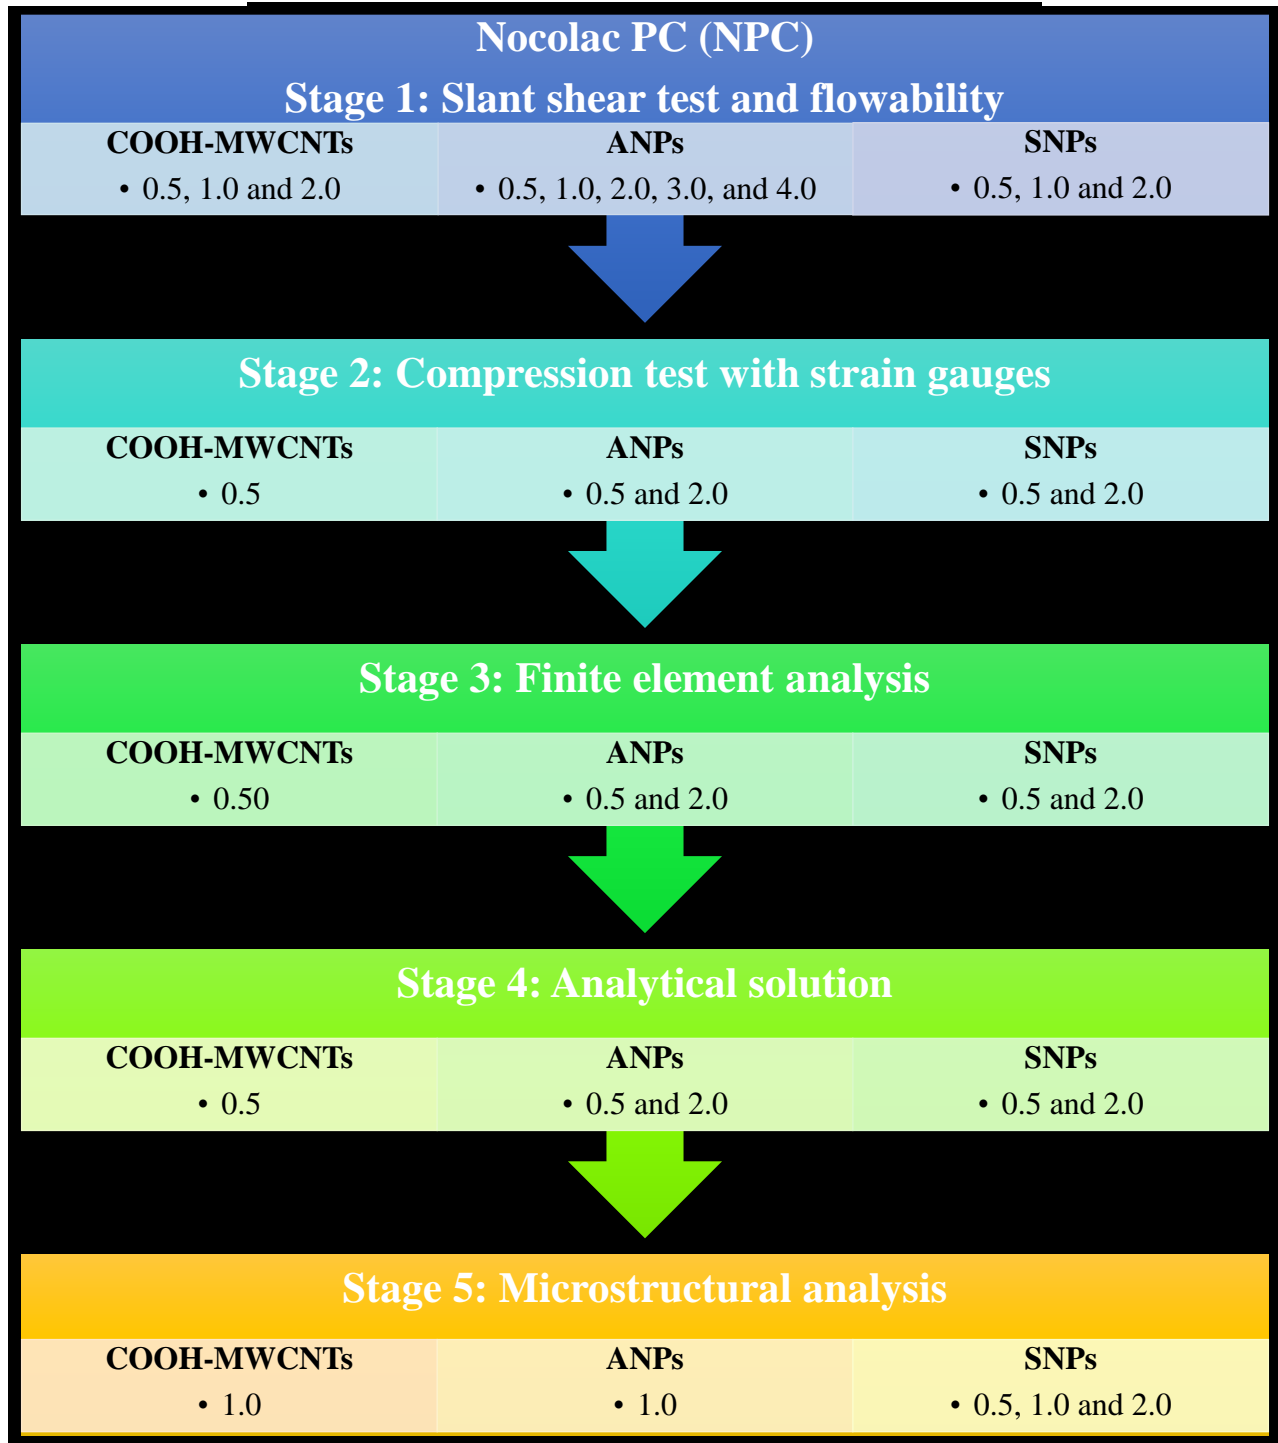 Nocolac PC (NPC)
Stage 1: Slant shear test and flowability
COOH-MWCNTs
• 0.5, 1.0 and 2.0
ANPs
• 0.5, 1.0, 2.0, 3.0, and 4.0
SNPs
• 0.5, 1.0 and 2.0
Stage 2: Compression test with strain gauges
COOH-MWCNTs
• 0.5
ANPs
• 0.5 and 2.0
SNPs
• 0.5 and 2.0
Stage 3: Finite element analysis
COOH-MWCNTs
• 0.50
ANPs
• 0.5 and 2.0
SNPs
• 0.5 and 2.0
Stage 4: Analytical solution
COOH-MWCNTs
• 0.5
ANPs
• 0.5 and 2.0
SNPs
• 0.5 and 2.0
Stage 5: Microstructural analysis
COOH-MWCNTs
• 1.0
ANPs
• 1.0
SNPs
• 0.5, 1.0 and 2.0